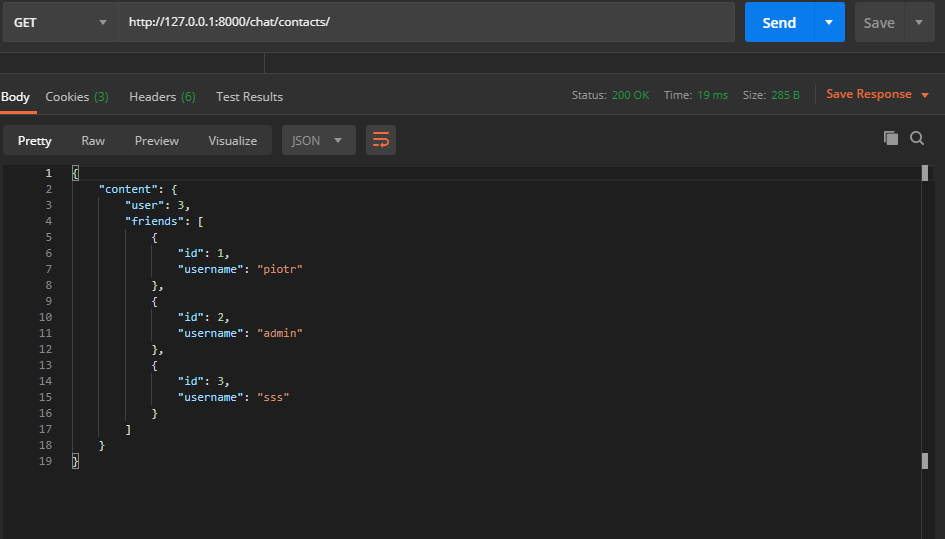 GET http://127.0.0.1:8000/chat/contacts/ Send Save
Body Cookies (3) Headers (6) Test Results Status: 200 OK Time: 19 ms Size: 285 B Save Response
Pretty Raw Preview Visualize JSON
1 {
2 "content": {
3 "user": 3,
4 "friends": [
5 {
6 "id": 1,
7 "username": "piotr"
8 },
9 {
10 "id": 2,
11 "username": "admin"
12 },
13 {
14 "id": 3,
15 "username": "sss"
16 }
17 ]
18 }
19 }